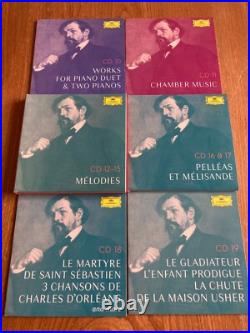 CD 10
WORKS
FOR PIANO DUET
& TWO PIANOS
CD 11
CHAMBER MUSIC
CD 12-15
MÉLODIES
CD 16 & 17
PELLÉAS
ET MÉLISANDE
CD 18
LE MARTYRE
DE SAINT SÉBASTIEN
3 CHANSONS DE
CHARLES D'ORLÉANS
CD 19
LE GLADIATEUR
L'ENFANT PRODIGUE
LA CHUTE
DE LA MAISON USHER